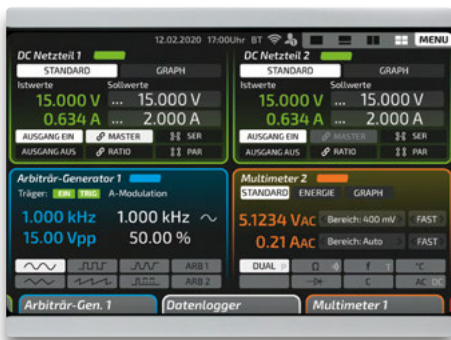 12.02.2020 17:00Uhr BT MENU
DC Netzteil 1
STANDARD GRAPH
Istwerte Sollwerte
15.000 V ... 15.000 V
0.634 A ... 2.000 A
AUSGANG EIN MASTER SER
AUSGANG AUS RATIO PAR
DC Netzteil 2
STANDARD GRAPH
Istwerte Sollwerte
15.000 V ... 15.000 V
0.634 A ... 2.000 A
AUSGANG EIN MASTER SER
AUSGANG AUS RATIO PAR
Arbiträr-Generator 1
Träger: EIN TRIG A-Modulation
1.000 kHz 1.000 kHz
15.00 Vpp 50.00 %
ARB 1
ARB 2
Multimeter 2
STANDARD ENERGIE GRAPH
5.1234 VAC Bereich: 400 mV FAST
0.21 AAC Bereich: Auto FAST
DUAL P Ω f T °C
C AC DC
Arbiträr-Gen. 1 Datenlogger Multimeter 1